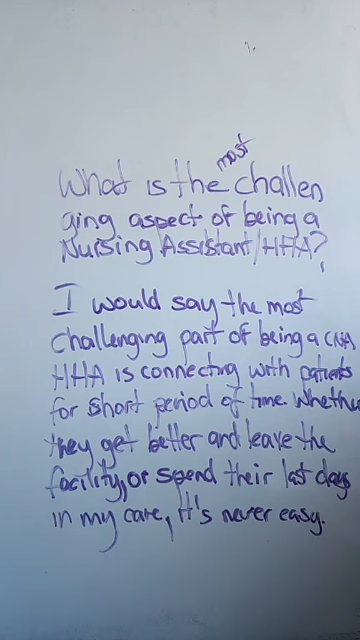 most
What is the challen
ging aspect of being a
Nursing Assistant/HHA?
I would say the most
challenging part of being a CNA
HHA is connecting with patients
for short period of time. Whether
they get better and leave the
facility, or spend their last days
in my care, it's never easy.